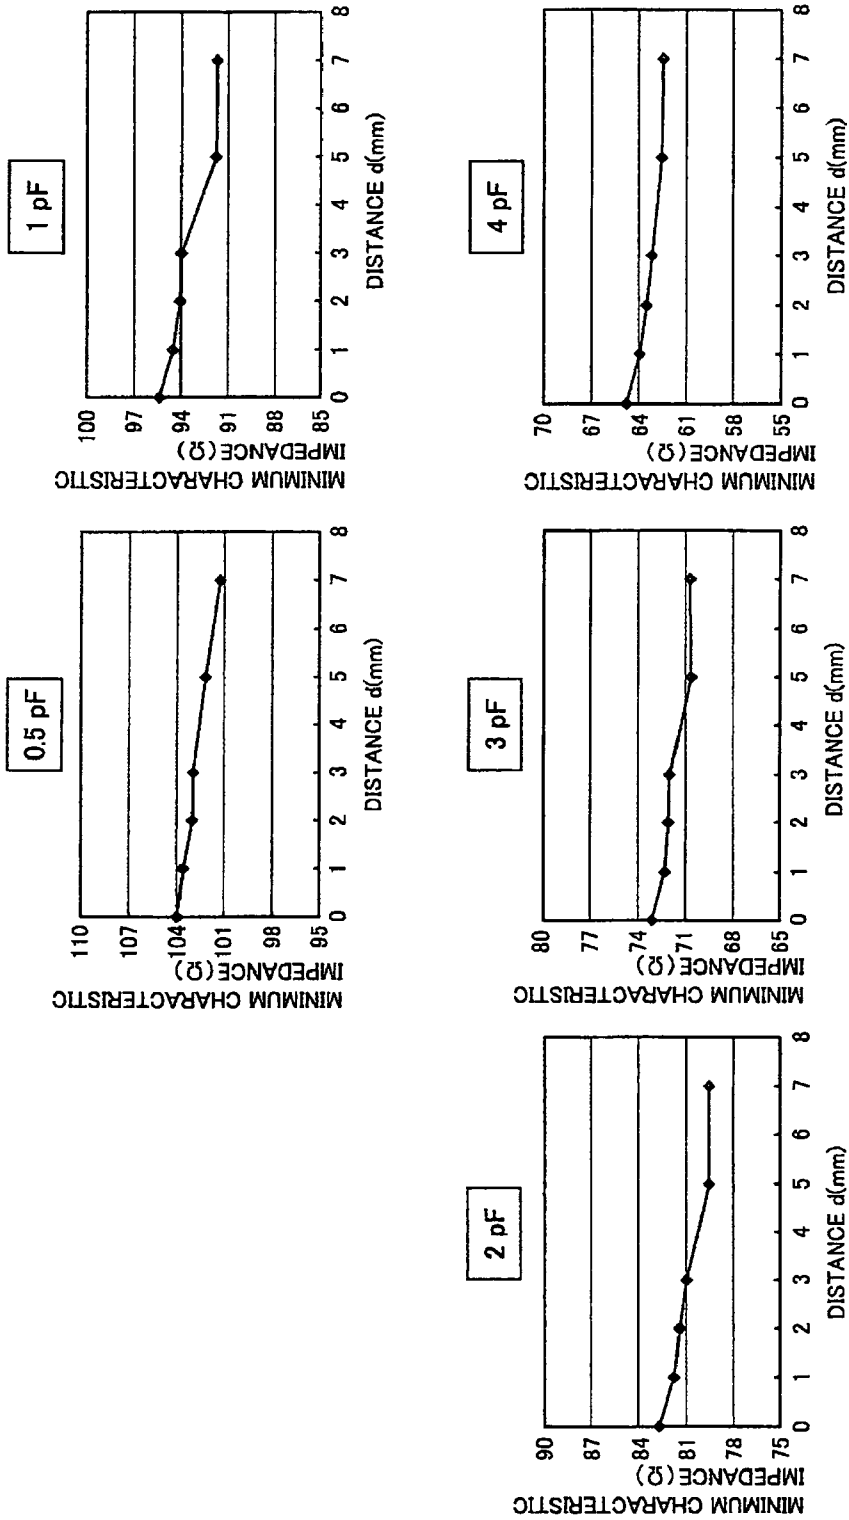 0.5 pF
MINIMUM CHARACTERISTIC
IMPEDANCE(Ω)
110
107
104
101
95
0 1 2 3 4 5 6 7 8
DISTANCE d(mm)
1 pF
MINIMUM CHARACTERISTIC
IMPEDANCE(Ω)
100
97
94
91
88
85
0 1 2 3 4 5 6 7 8
DISTANCE d(mm)
2 pF
MINIMUM CHARACTERISTIC
IMPEDANCE(Ω)
90
87
84
81
78
75
0 1 2 3 4 5 6 7 8
DISTANCE d(mm)
3 pF
MINIMUM CHARACTERISTIC
IMPEDANCE(Ω)
80
77
74
71
68
65
0 1 2 3 4 5 6 7 8
DISTANCE d(mm)
4 pF
MINIMUM CHARACTERISTIC
IMPEDANCE(Ω)
70
67
64
61
58
55
0 1 2 3 4 5 6 7 8
DISTANCE d(mm)